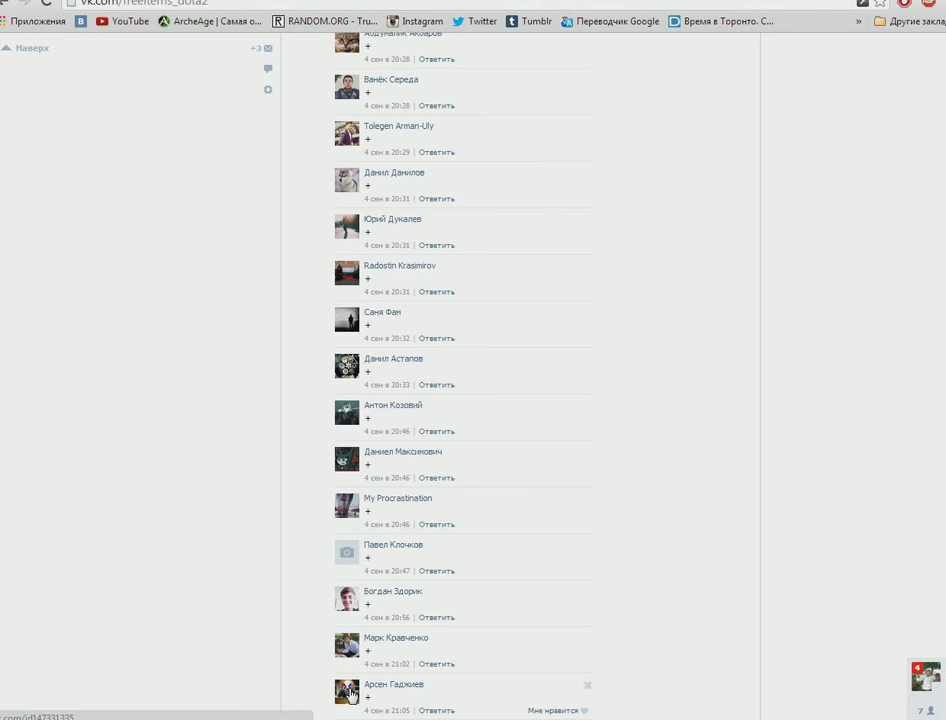 vk.com/freeitems_dota2
Приложения YouTube ArcheAge | Самая о... RANDOM.ORG - Tru... Instagram Twitter Tumblr Переводчик Google Время в Торонто. С... » Другие закла
Наверх +3
Абдумалик Акбаров
+
4 сен в 20:28 | Ответить
Ванёк Середа
+
4 сен в 20:28 | Ответить
Tolegen Arman-Uly
+
4 сен в 20:29 | Ответить
Данил Данилов
+
4 сен в 20:31 | Ответить
Юрий Дукалев
+
4 сен в 20:31 | Ответить
Radostin Krasimirov
+
4 сен в 20:31 | Ответить
Саня Фам
+
4 сен в 20:32 | Ответить
Данил Астапов
+
4 сен в 20:33 | Ответить
Антон Козовий
+
4 сен в 20:46 | Ответить
Даниел Максимович
+
4 сен в 20:46 | Ответить
My Procrastination
+
4 сен в 20:46 | Ответить
Павел Клочков
+
4 сен в 20:47 | Ответить
Богдан Здорик
+
4 сен в 20:56 | Ответить
Марк Кравченко
+
4 сен в 21:02 | Ответить
Арсен Гаджиев
+
4 сен в 21:05 | Ответить Мне нравится
4
7
.com/id147331335